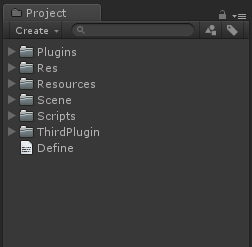 Project
Create
Plugins
Res
Resources
Scene
Scripts
ThirdPlugin
Define